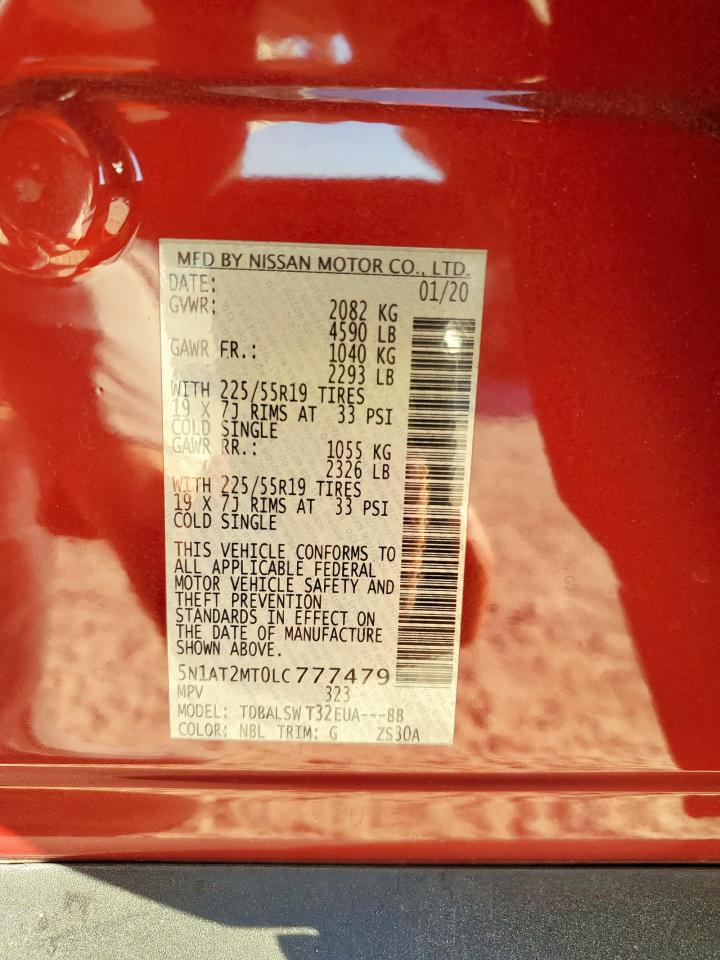 MFD BY NISSAN MOTOR CO., LTD.
DATE: 01/20
GVWR: 2082 KG
4590 LB
GAWR FR.: 1040 KG
2293 LB
WITH 225/55R19 TIRES
19 X 7J RIMS AT 33 PSI
COLD SINGLE
GAWR RR.: 1055 KG
2326 LB
WITH 225/55R19 TIRES
19 X 7J RIMS AT 33 PSI
COLD SINGLE
THIS VEHICLE CONFORMS TO
ALL APPLICABLE FEDERAL
MOTOR VEHICLE SAFETY AND
THEFT PREVENTION
STANDARDS IN EFFECT ON
THE DATE OF MANUFACTURE
SHOWN ABOVE.
5N1AT2MT0LC777479
MPV 323
MODEL: TDBALSWT32EUA---BB
COLOR: NBL TRIM: G ZS30A